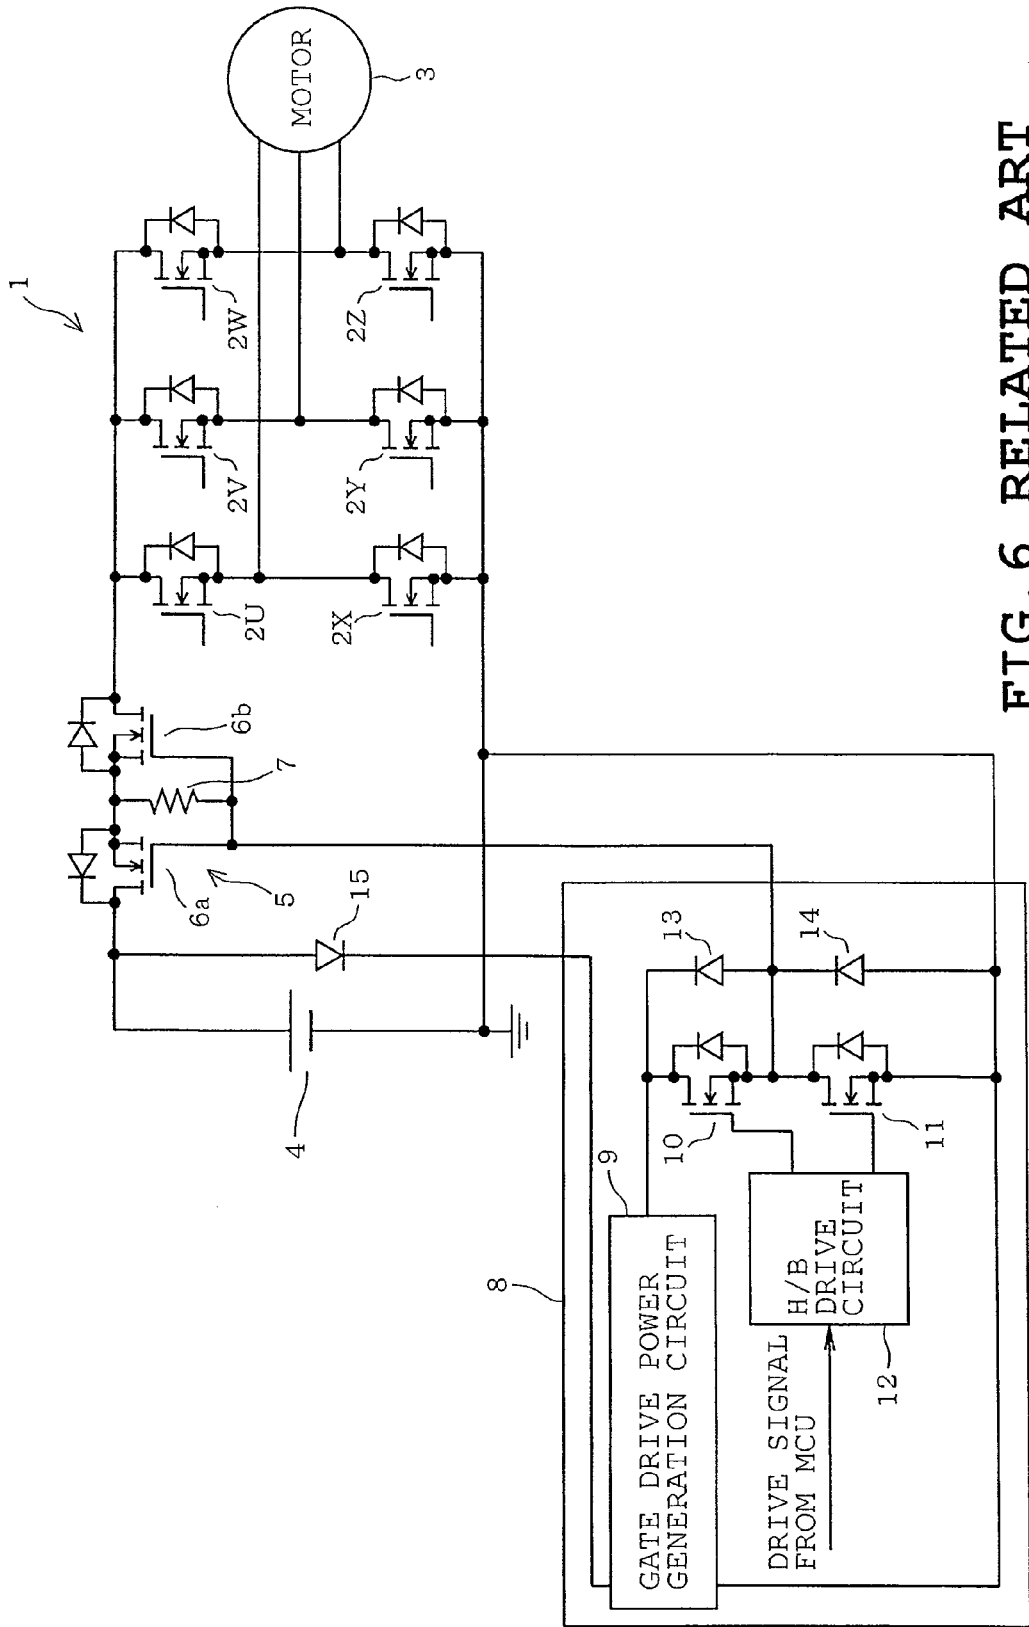 1
MOTOR
3
2W
2V
2U
2Z
2Y
2X
6b
7
6a
5
15
4
8
9
GATE DRIVE POWER
GENERATION CIRCUIT
10
13
14
11
H/B
DRIVE
CIRCUIT
12
DRIVE SIGNAL
FROM MCU
FIG.6 RELATED ART